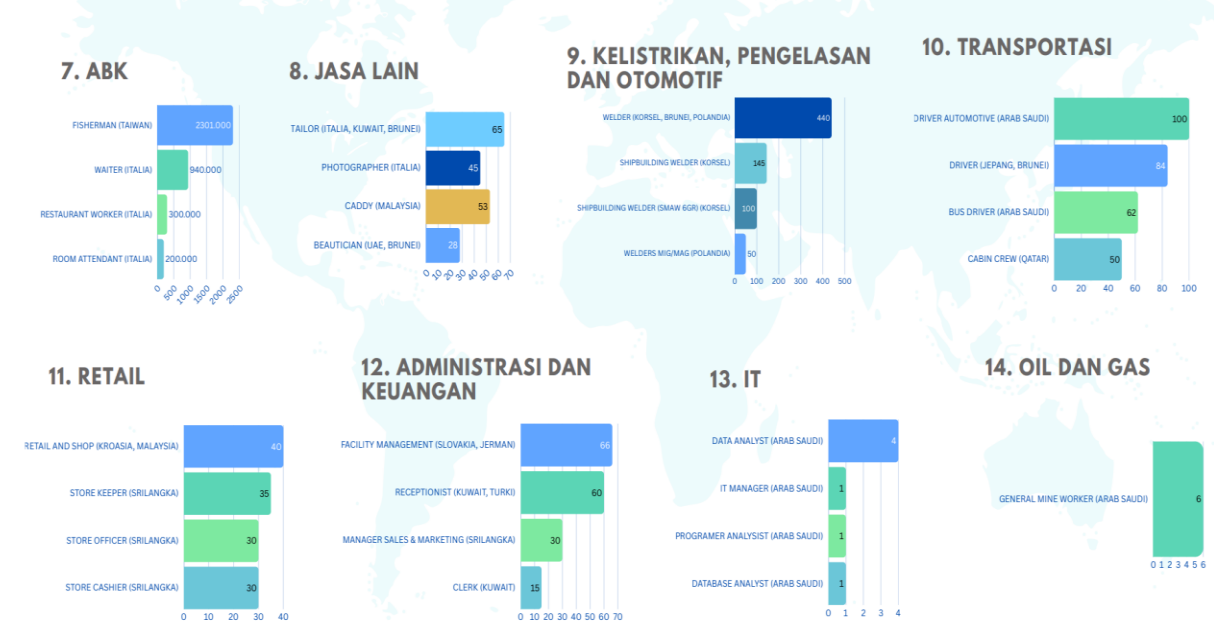 7. ABK
FISHERMAN (TAIWAN)
2301.000
WAITER (ITALIA)
940.000
RESTAURANT WORKER (ITALIA)
300.000
ROOM ATTENDANT (ITALIA)
200.000
0 500 1000 1500 2000 2500
8. JASA LAIN
TAILOR (ITALIA, KUWAIT, BRUNEI)
65
PHOTOGRAPHER (ITALIA)
45
CADDY (MALAYSIA)
53
BEAUTICIAN (UAE, BRUNEI)
28
0 10 20 30 40 50 60 70
9. KELISTRIKAN, PENGELASAN
DAN OTOMOTIF
WELDER (KORSEL, BRUNEI, POLANDIA)
440
SHIPBUILDING WELDER (KORSEL)
145
SHIPBUILDING WELDER (SMAW 6GR) (KORSEL)
100
WELDERS MIG/MAG (POLANDIA)
50
0 100 200 300 400 500
10. TRANSPORTASI
DRIVER AUTOMOTIVE (ARAB SAUDI)
100
DRIVER (JEPANG, BRUNEI)
84
BUS DRIVER (ARAB SAUDI)
62
CABIN CREW (QATAR)
50
0 20 40 60 80 100
11. RETAIL
RETAIL AND SHOP (KROASIA, MALAYSIA)
40
STORE KEEPER (SRILANGKA)
35
STORE OFFICER (SRILANGKA)
30
STORE CASHIER (SRILANGKA)
30
0 10 20 30 40
12. ADMINISTRASI DAN
KEUANGAN
FACILITY MANAGEMENT (SLOVAKIA, JERMAN)
66
RECEPTIONIST (KUWAIT, TURKI)
60
MANAGER SALES & MARKETING (SRILANGKA)
30
CLERK (KUWAIT)
15
0 10 20 30 40 50 60 70
13. IT
DATA ANALYST (ARAB SAUDI)
4
IT MANAGER (ARAB SAUDI)
1
PROGRAMER ANALYSIST (ARAB SAUDI)
1
DATABASE ANALYST (ARAB SAUDI)
1
0 1 2 3 4
14. OIL DAN GAS
GENERAL MINE WORKER (ARAB SAUDI)
6
0 1 2 3 4 5 6